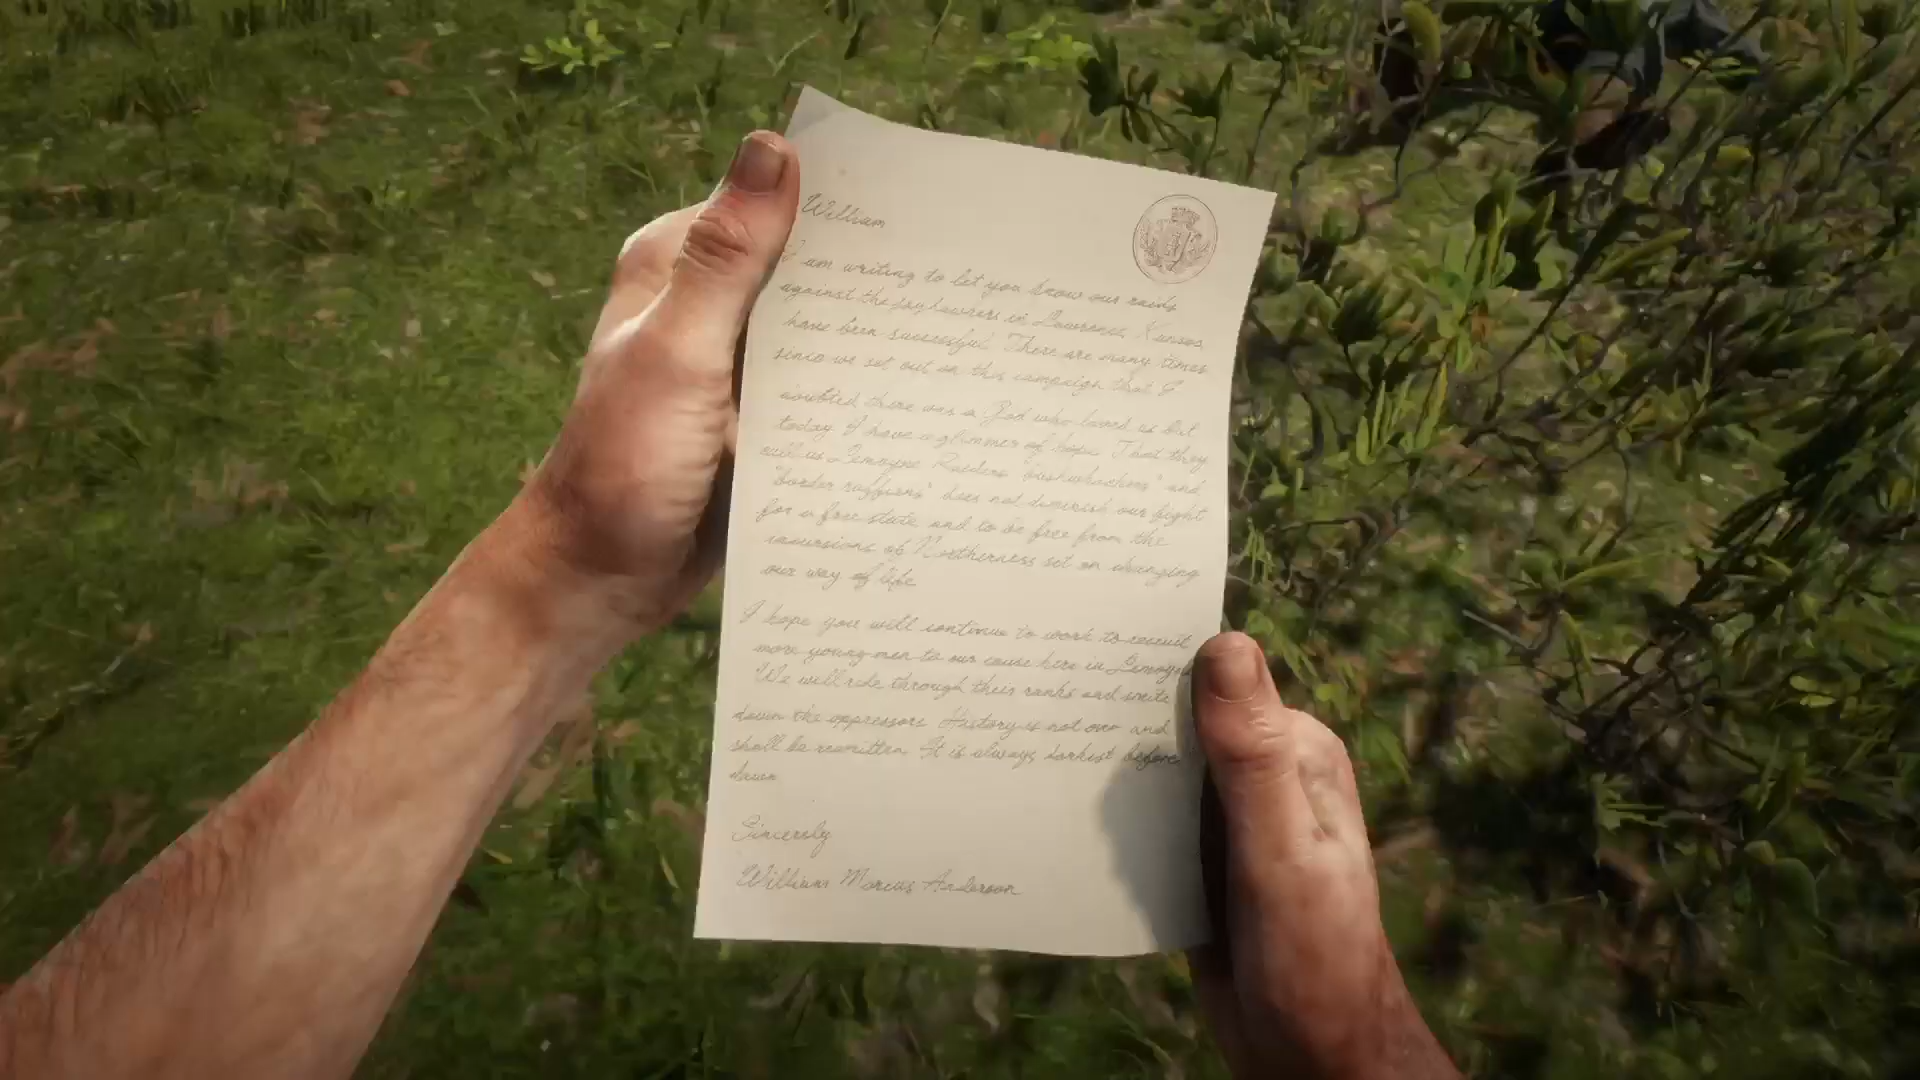 William
I am writing to let you know our raids
against the jayhawkers in Lawrence, Kansas
have been successful. There are many times
since we set out on this campaign that I
doubted there was a God who loved us but
today I have a glimmer of hope. That they
call us Lemoyne Raiders "bushwhackers" and
"border ruffians" does not diminish our fight
for a free state and to be free from the
incursions of Northerness set on changing
our way of life
I hope you will continue to work to recruit
more young men to our cause here in Lemoyne
We will ride through their ranks and smite
down the oppressors. History is not over and
shall be rewritten. It is always darkest before
dawn
Sincerely
William Marcus Anderson